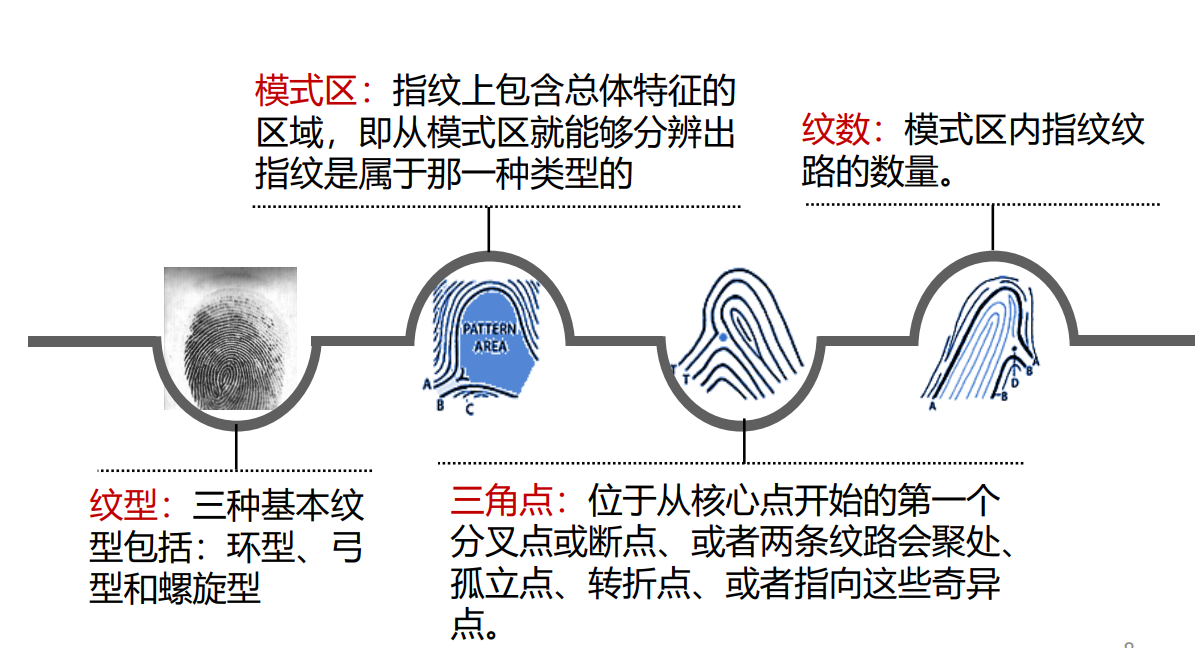 模式区：指纹上包含总体特征的
区域，即从模式区就能够分辨出
指纹是属于那一种类型的
纹数：模式区内指纹纹
路的数量。
PATTERN
AREA
A
B
C
T
T
A
B
D
B
A
纹型：三种基本纹
型包括：环型、弓
型和螺旋型
三角点：位于从核心点开始的第一个
分叉点或断点、或者两条纹路会聚处、
孤立点、转折点、或者指向这些奇异
点。